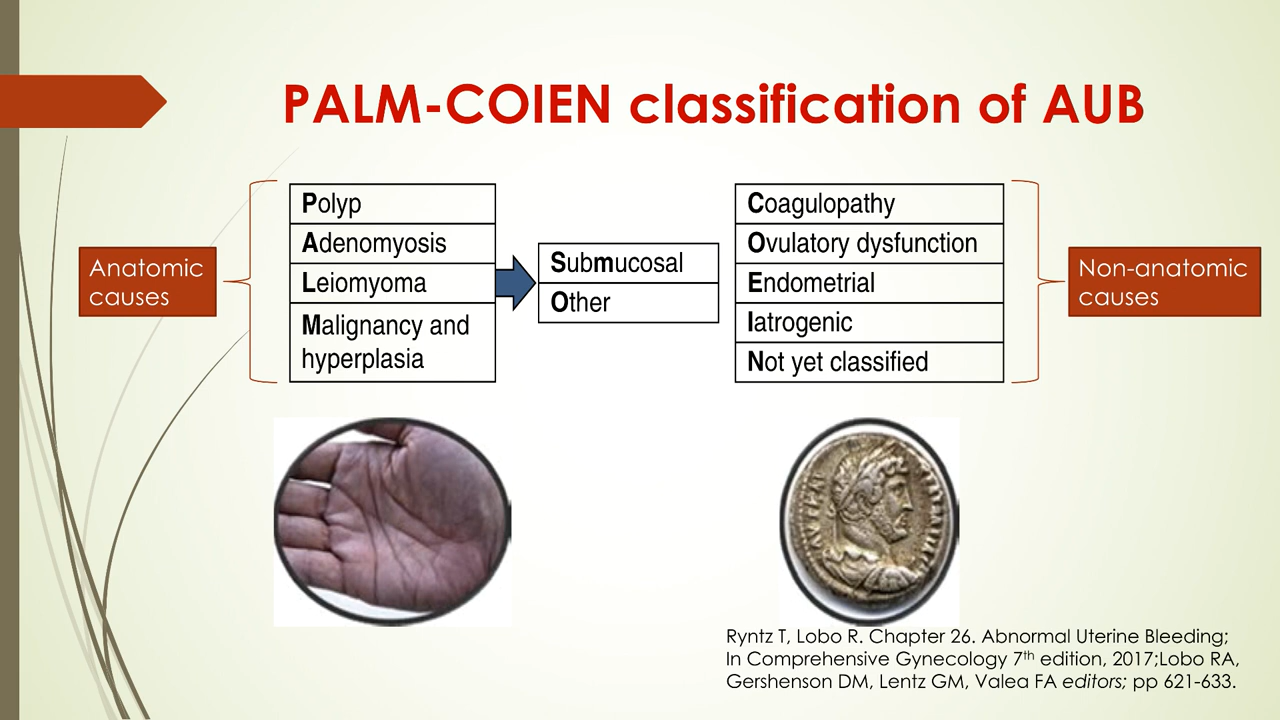 PALM-COIEN classification of AUB
Anatomic
causes
Polyp
Adenomyosis
Leiomyoma
Malignancy and
hyperplasia
Submucosal
Other
Coagulopathy
Ovulatory dysfunction
Endometrial
Iatrogenic
Not yet classified
Non-anatomic
causes
Ryntz T, Lobo R. Chapter 26. Abnormal Uterine Bleeding;
In Comprehensive Gynecology 7th edition, 2017;Lobo RA,
Gershenson DM, Lentz GM, Valea FA editors; pp 621-633.